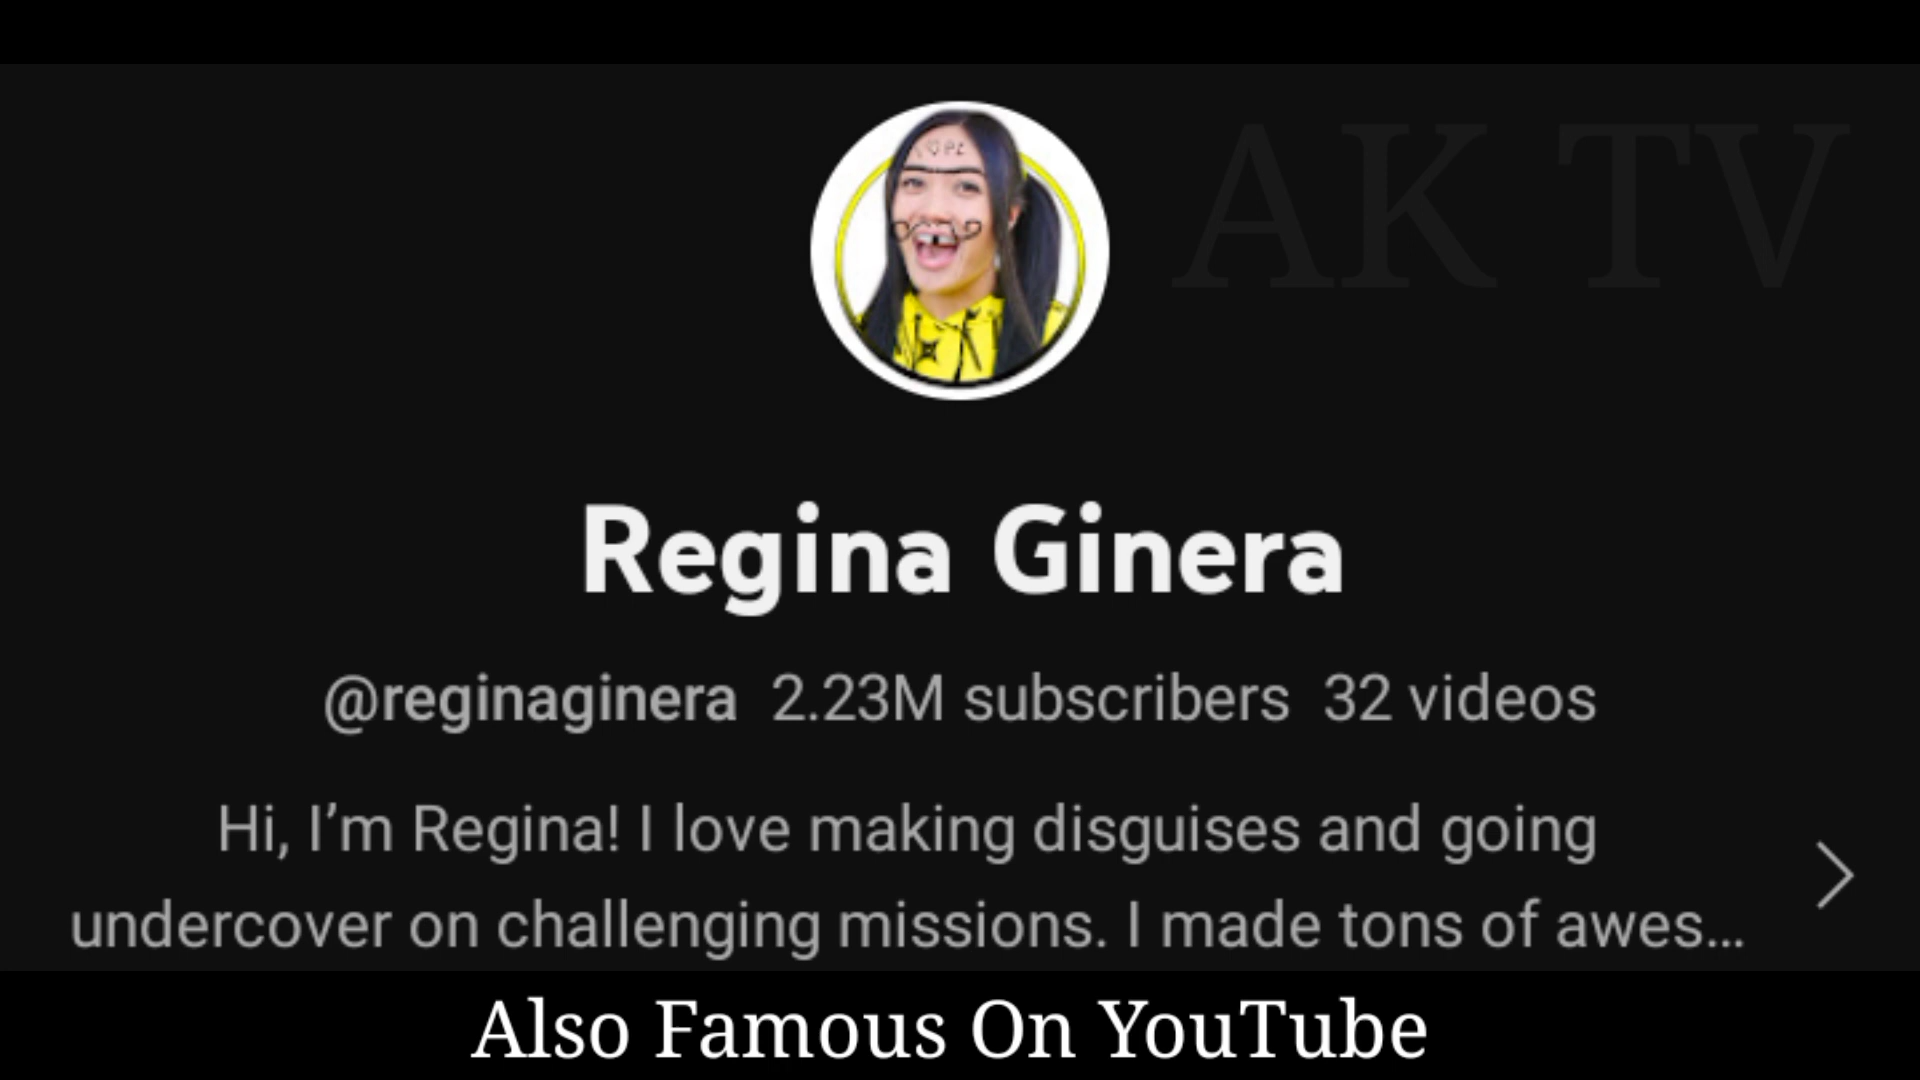 AK TV
Regina Ginera
@reginaginera 2.23M subscribers 32 videos
Hi, I’m Regina! I love making disguises and going
undercover on challenging missions. I made tons of awes...
Also Famous On YouTube